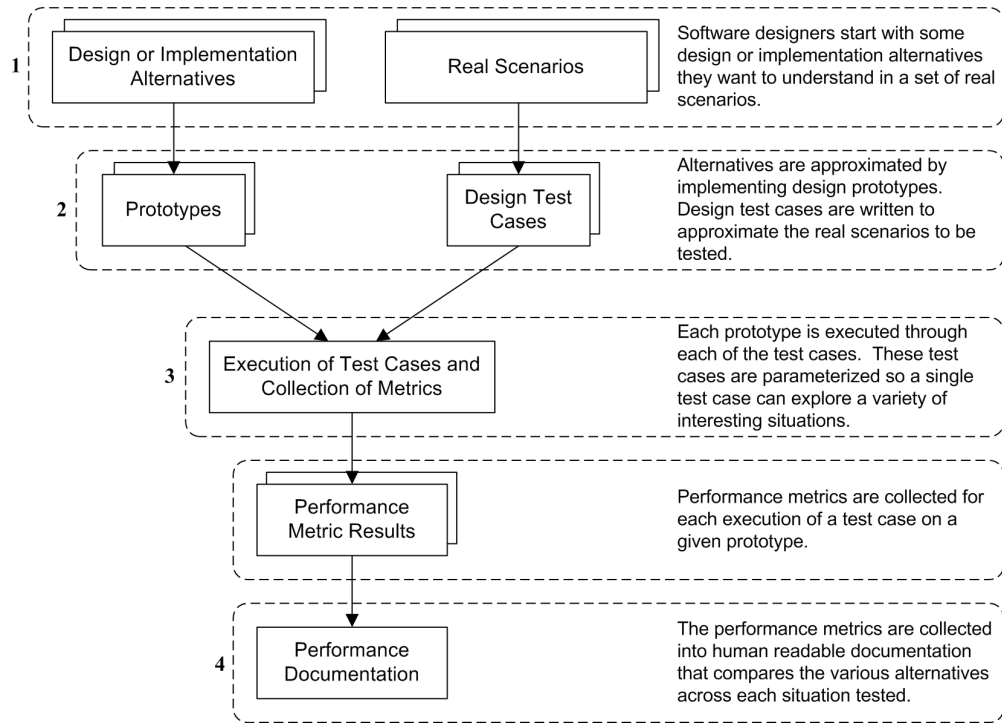 1
Design or Implementation
Alternatives
Real Scenarios
Software designers start with some
design or implementation alternatives
they want to understand in a set of real
scenarios.
2
Prototypes
Design Test
Cases
Alternatives are approximated by
implementing design prototypes.
Design test cases are written to
approximate the real scenarios to be
tested.
3
Execution of Test Cases and
Collection of Metrics
Each prototype is executed through
each of the test cases.  These test
cases are parameterized so a single
test case can explore a variety of
interesting situations.
Performance
Metric Results
Performance metrics are collected for
each execution of a test case on a
given prototype.
4
Performance
Documentation
The performance metrics are collected
into human readable documentation
that compares the various alternatives
across each situation tested.